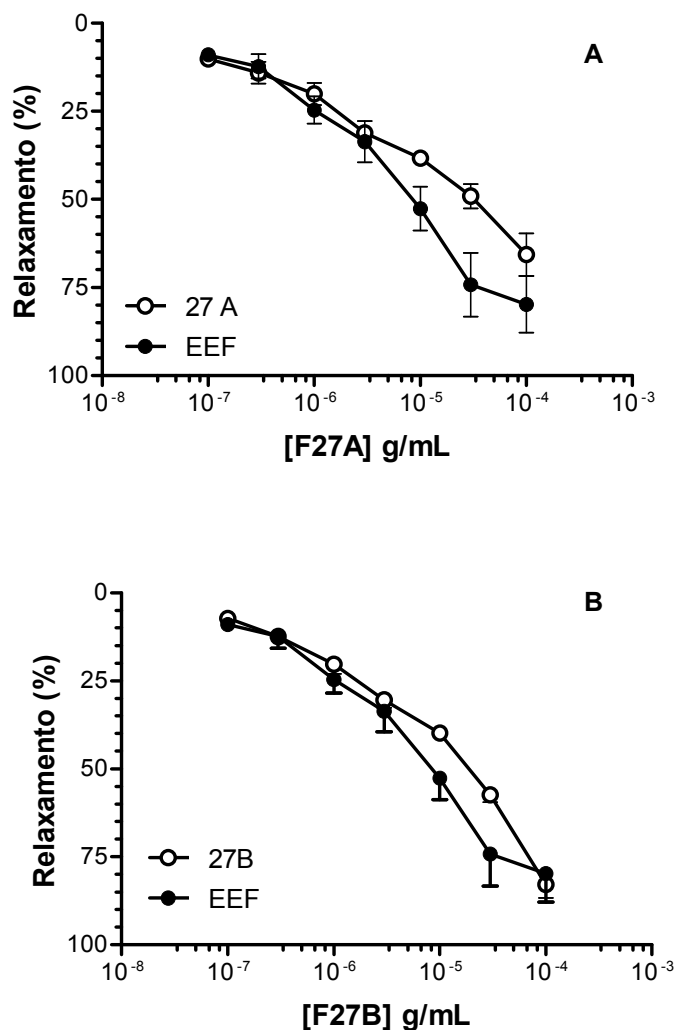 A
Relaxamento (%)
0
25
50
75
100
27 A
EEF
10⁻⁸ 10⁻⁷ 10⁻⁶ 10⁻⁵ 10⁻⁴ 10⁻³
[F27A] g/mL
B
Relaxamento (%)
0
25
50
75
100
27B
EEF
10⁻⁸ 10⁻⁷ 10⁻⁶ 10⁻⁵ 10⁻⁴ 10⁻³
[F27B] g/mL